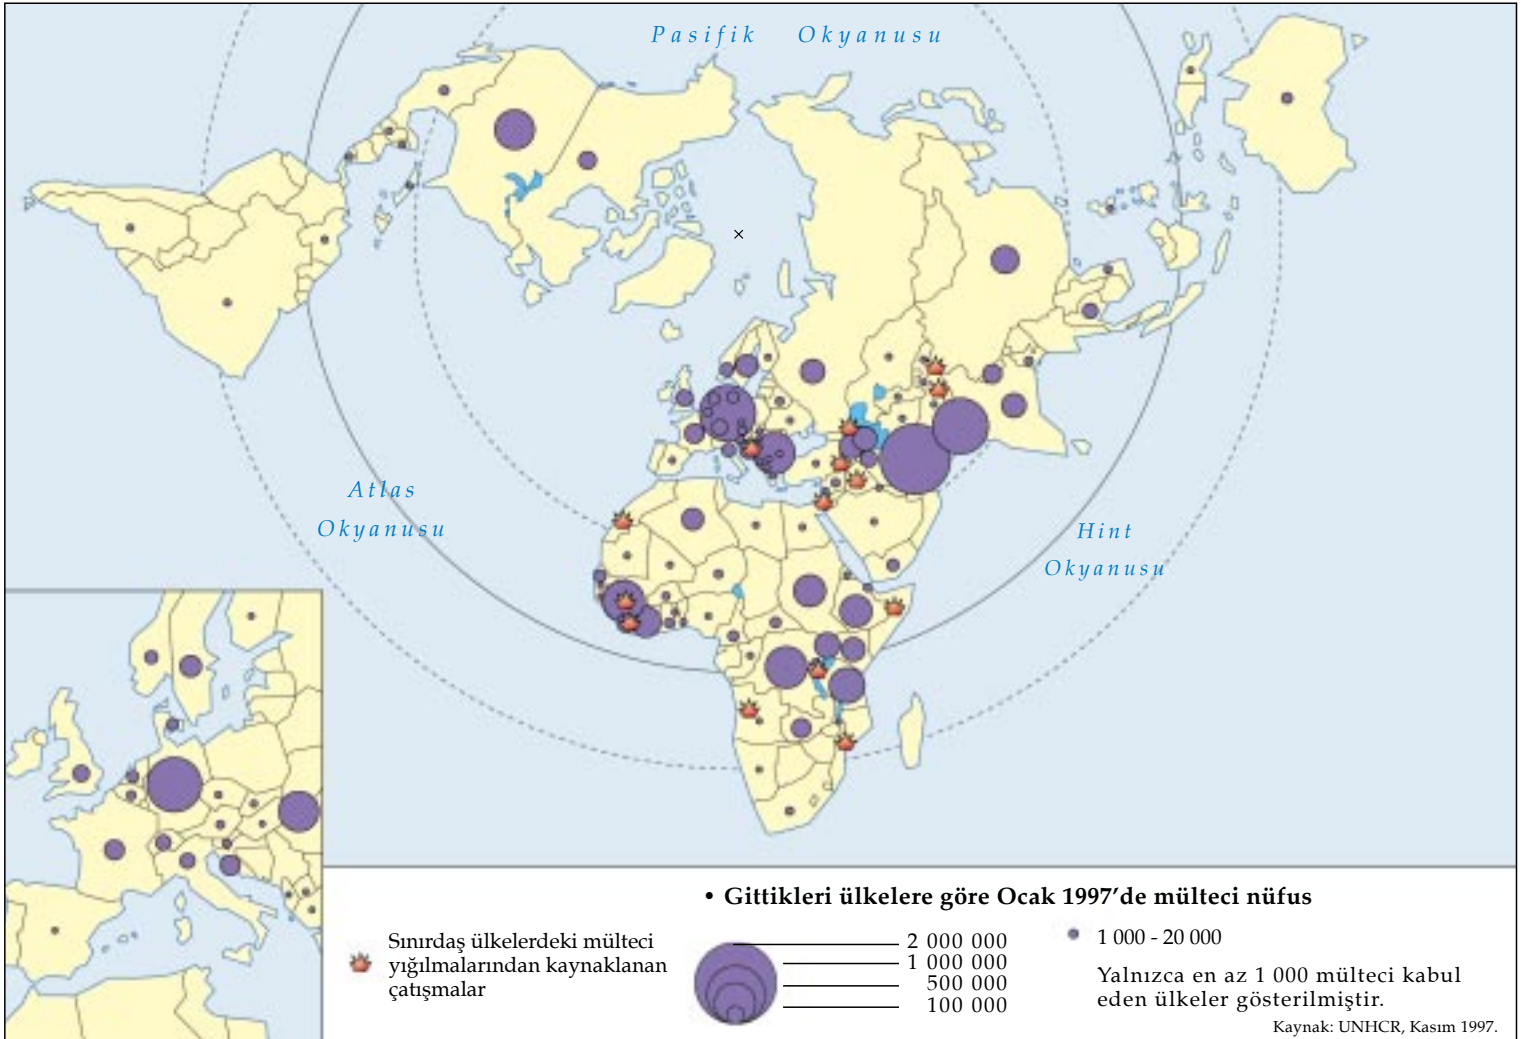 Pasifik Okyanusu
Atlas
Okyanusu
Hint
Okyanusu
• Gittikleri ülkelere göre Ocak 1997’de mülteci nüfus
Sınırdaş ülkelerdeki mülteci
yığılmalarından kaynaklanan
çatışmalar
2 000 000
1 000 000
500 000
100 000
1 000 - 20 000
Yalnızca en az 1 000 mülteci kabul
eden ülkeler gösterilmiştir.
Kaynak: UNHCR, Kasım 1997.